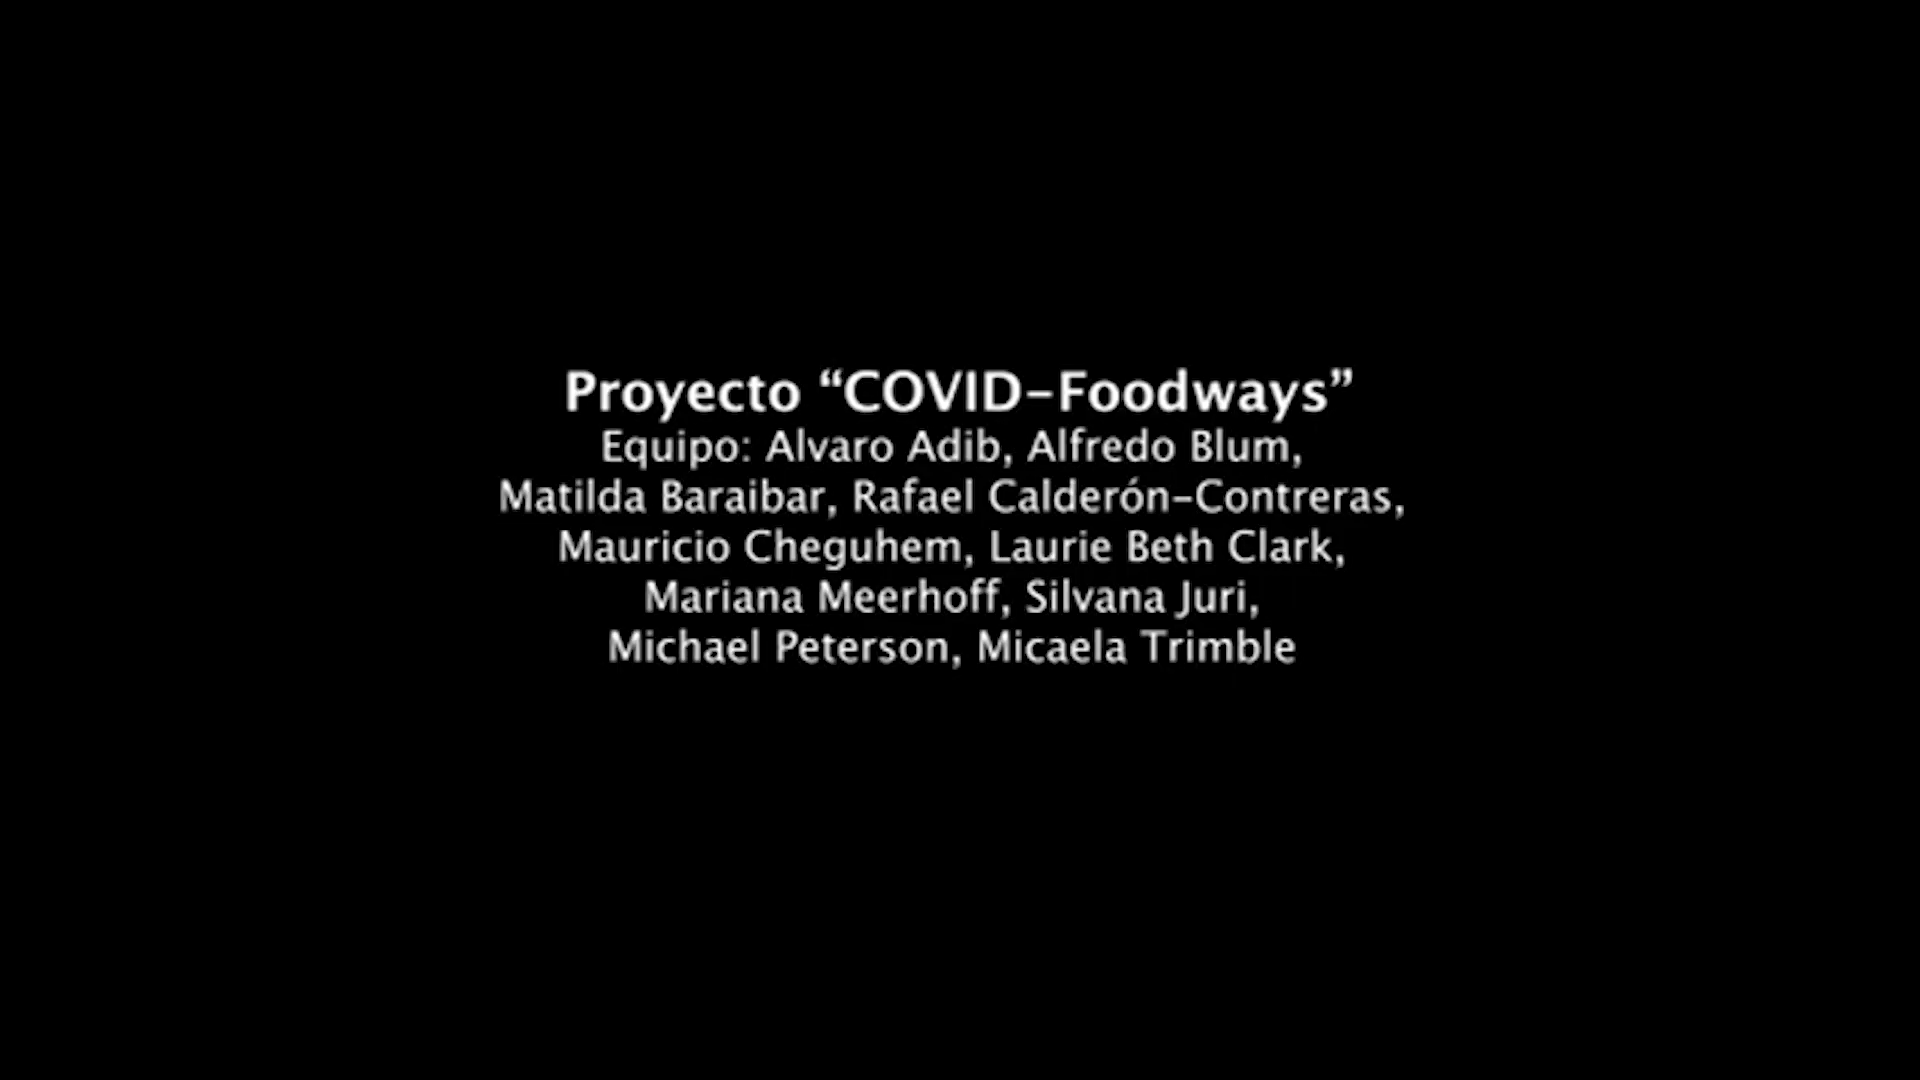 Proyecto “COVID-Foodways”
Equipo: Alvaro Adib, Alfredo Blum,
Matilda Baraibar, Rafael Calderón-Contreras,
Mauricio Cheguhem, Laurie Beth Clark,
Mariana Meerhoff, Silvana Juri,
Michael Peterson, Micaela Trimble